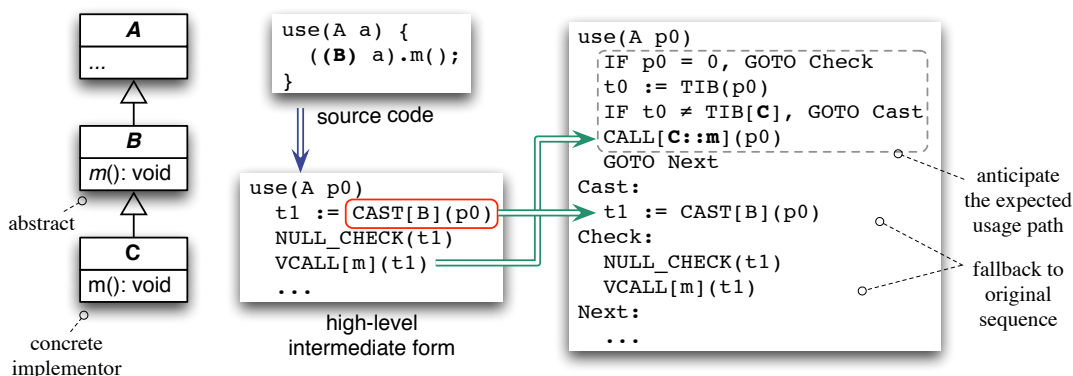 A
...
B
m(): void
abstract
C
m(): void
concrete
implementor
use(A a) {
((B) a).m();
}
source code
use(A p0)
t1 := CAST[B](p0)
NULL_CHECK(t1)
VCALL[m](t1)
...
high-level
intermediate form
use(A p0)
IF p0 = 0, GOTO Check
t0 := TIB(p0)
IF t0 ≠ TIB[C], GOTO Cast
CALL[C::m](p0)
GOTO Next
Cast:
t1 := CAST[B](p0)
Check:
NULL_CHECK(t1)
VCALL[m](t1)
Next:
...
anticipate
the expected
usage path
fallback to
original
sequence